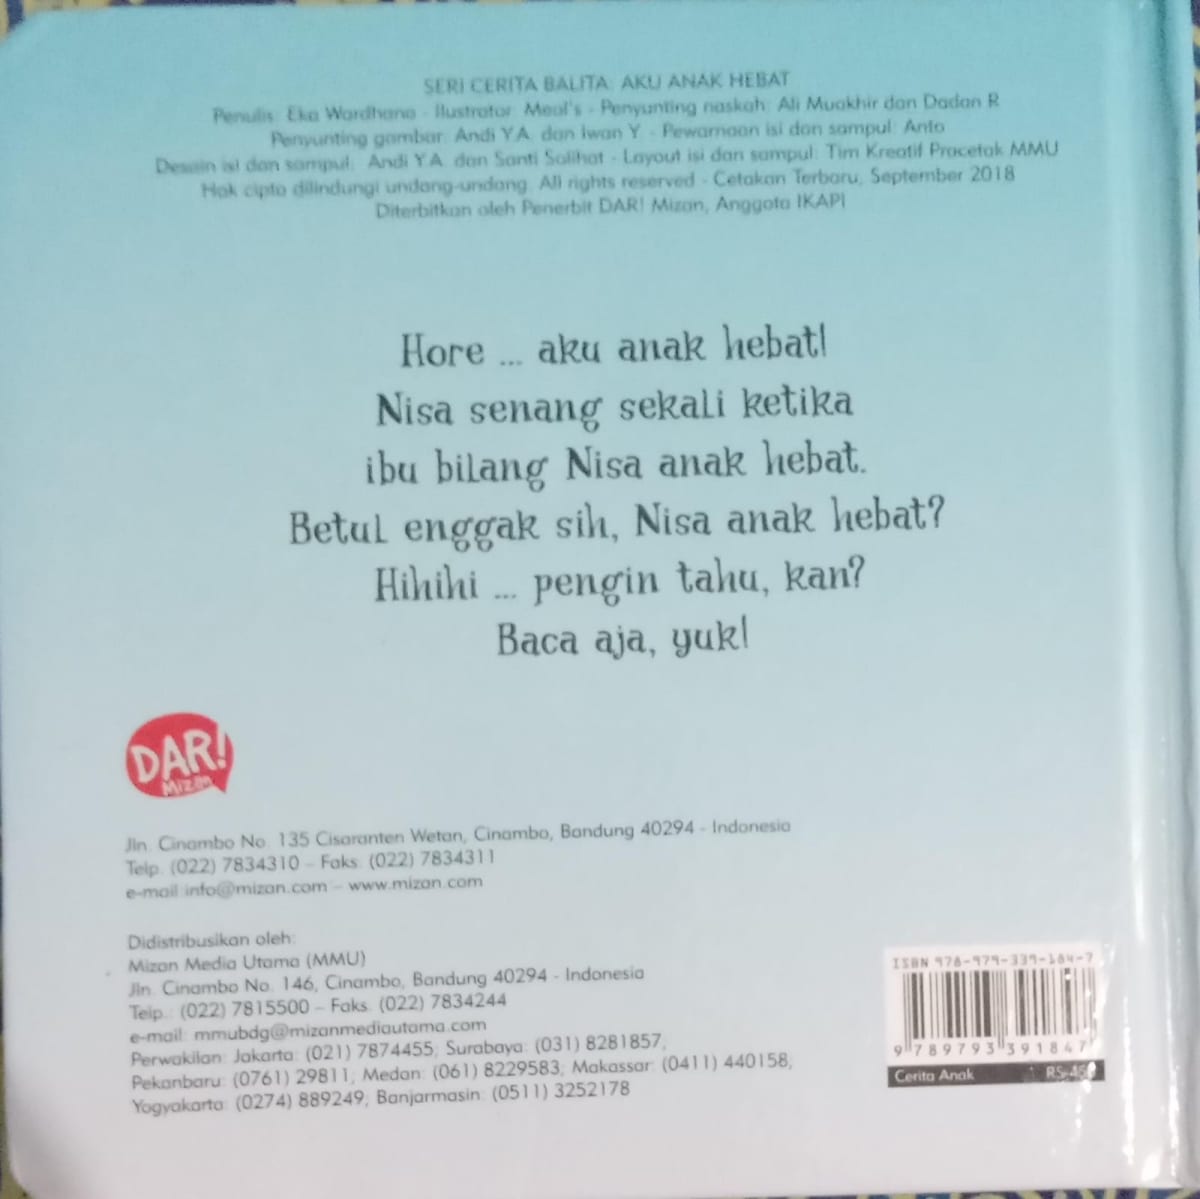 SERI CERITA BALITA: AKU ANAK HEBAT
Penulis: Eka Wardhana - Ilustrator: Meol's - Penyunting naskah: Ali Muakhir dan Dadan R
Penyunting gambar: Andi Y.A. dan Iwan Y - Pewarnaan isi dan sampul: Anto
Desain isi dan sampul: Andi Y.A. dan Santi Solihat - Layout isi dan sampul: Tim Kreatif Pracetak MMU
Hak cipta dilindungi undang-undang. All rights reserved - Cetakan Terbaru, September 2018
Diterbitkan oleh Penerbit DAR! Mizan, Anggota IKAPI
Hore ... aku anak hebat!
Nisa senang sekali ketika
ibu bilang Nisa anak hebat.
Betul enggak sih, Nisa anak hebat?
Hihihi ... pengin tahu, kan?
Baca aja, yuk!
DAR!
Mizan
Jln. Cinambo No. 135 Cisaranten Wetan, Cinambo, Bandung 40294 - Indonesia
Telp. (022) 7834310 – Faks. (022) 7834311
e-mail info@mizan.com – www.mizan.com
Didistribusikan oleh:
Mizan Media Utama (MMU)
Jln. Cinambo No. 146, Cinambo, Bandung 40294 - Indonesia
Telp.: (022) 7815500 – Faks. (022) 7834244
e-mail: mmubdg@mizanmediautama.com
Perwakilan: Jakarta: (021) 7874455; Surabaya: (031) 8281857;
Pekanbaru: (0761) 29811; Medan: (061) 8229583; Makassar: (0411) 440158;
Yogyakarta: (0274) 889249; Banjarmasin: (0511) 3252178
ISBN 978-979-339-184-7
9 789793 391847
Cerita Anak